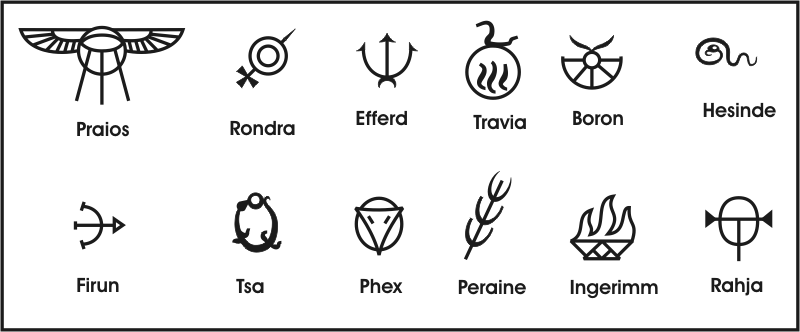 Praios
Rondra
Efferd
Travia
Boron
Hesinde
Firun
Tsa
Phex
Peraine
Ingerimm
Rahja